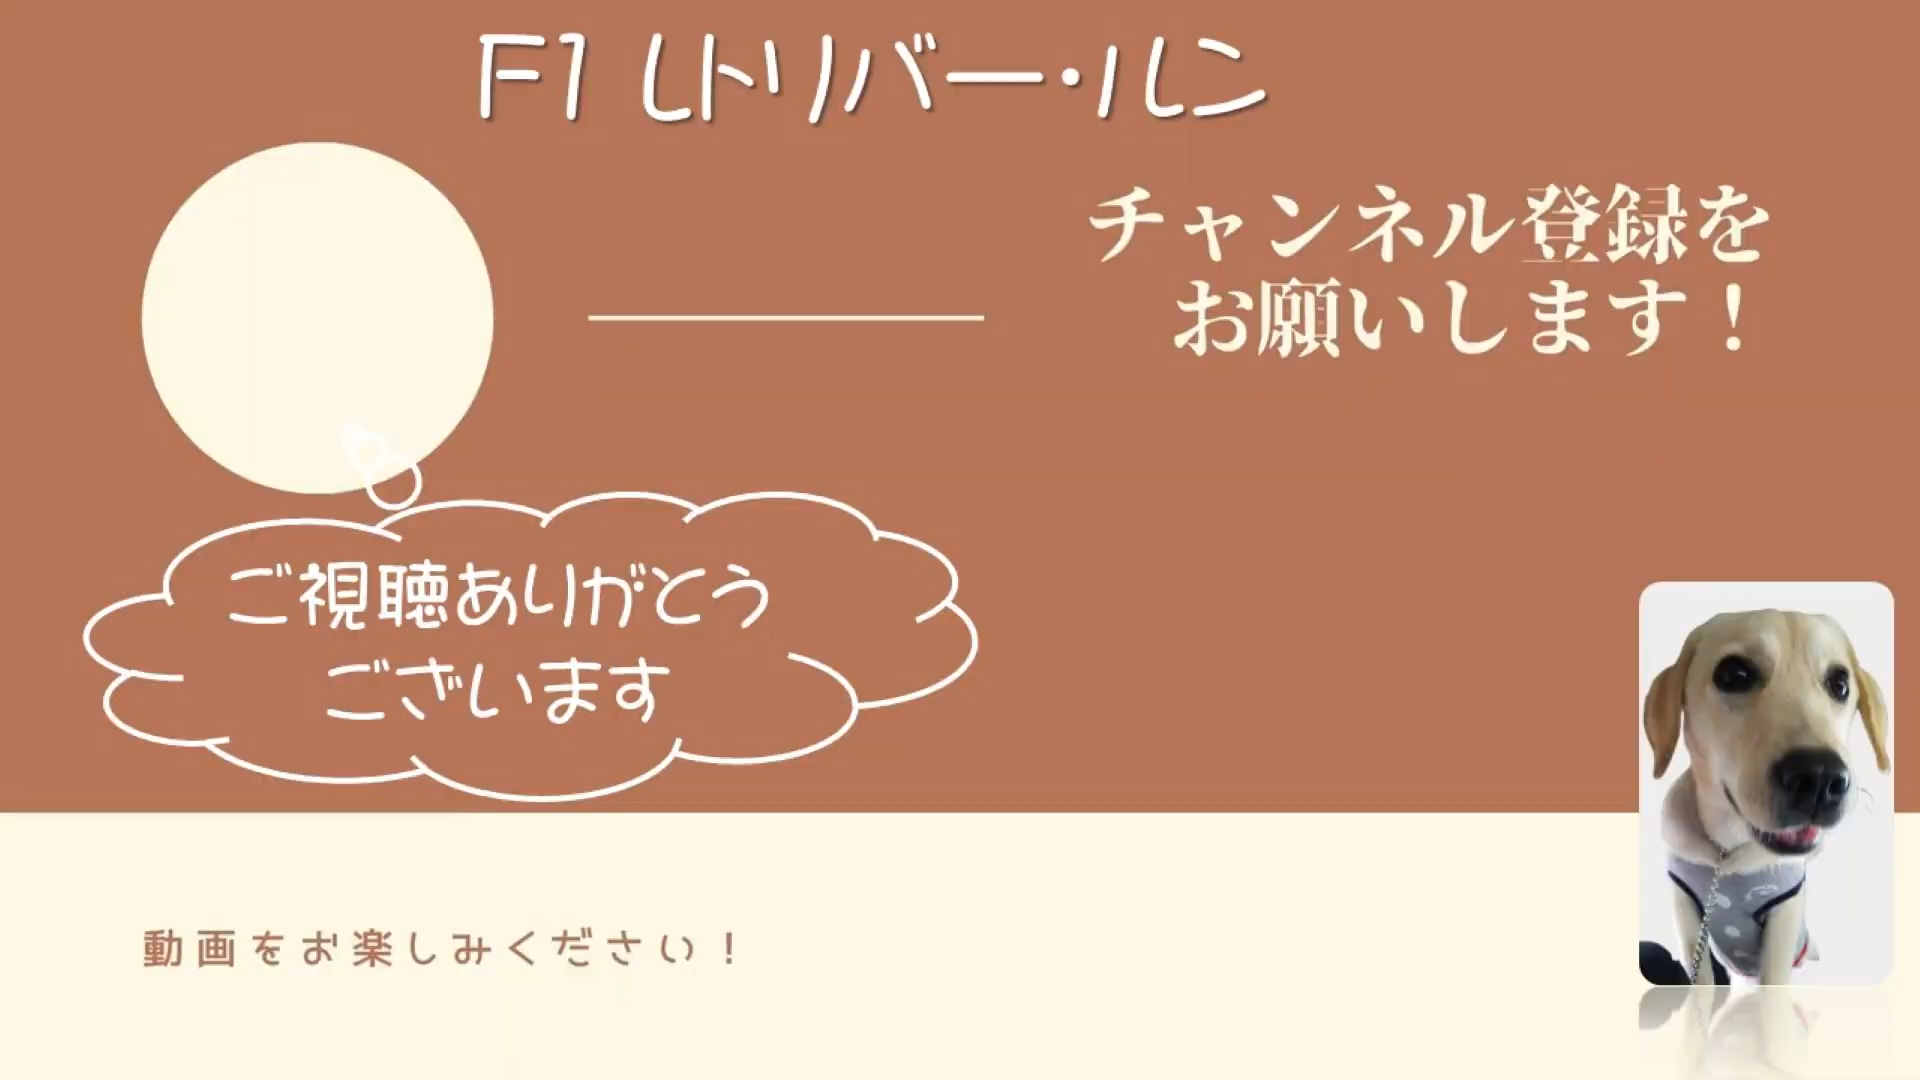 F1 レトリバー・ルン
チャンネル登録を
お願いします！
ご視聴ありがとう
ございます
動画をお楽しみください！